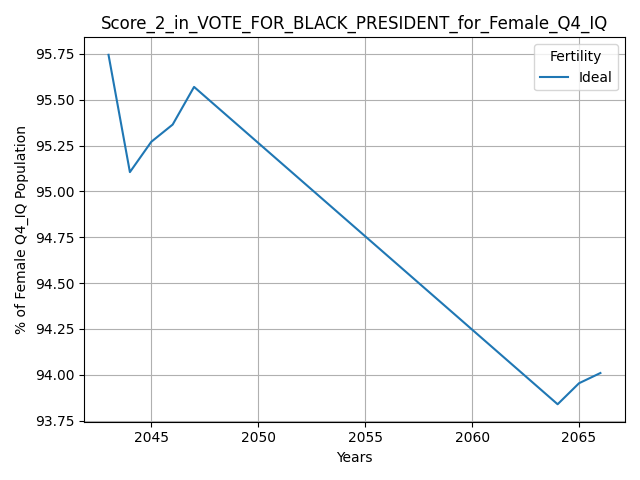 Score_2_in_VOTE_FOR_BLACK_PRESIDENT_for_Female_Q4_IQ
Fertility
Ideal
% of Female Q4_IQ Population
95.75
95.50
95.25
95.00
94.75
94.50
94.25
94.00
93.75
2045 2050 2055 2060 2065
Years